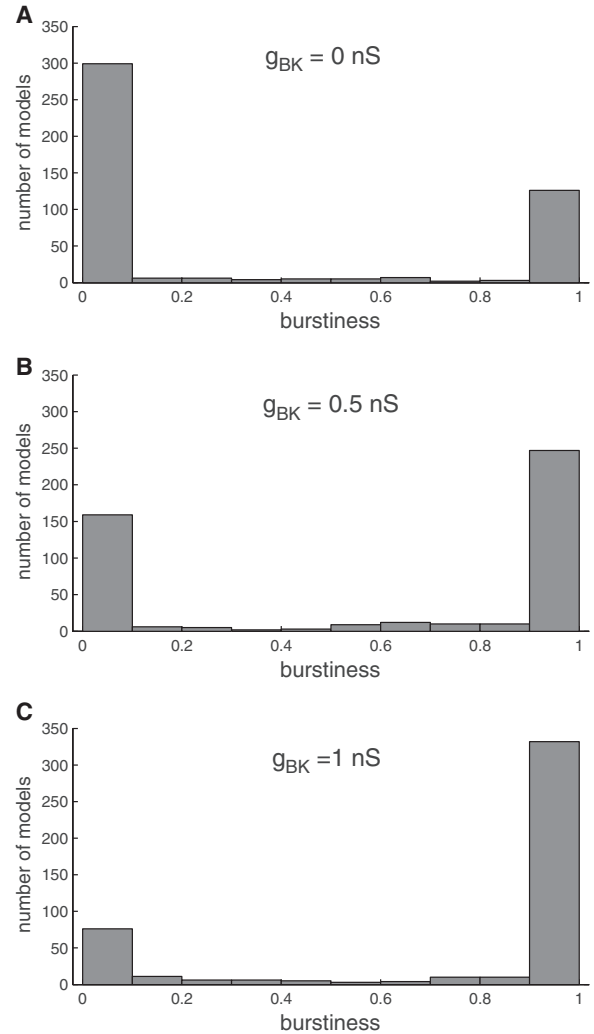 A
350
300
250
200
150
100
50
0
number of models
g_BK = 0 nS
0 0.2 0.4 0.6 0.8 1
burstiness
B
350
300
250
200
150
100
50
0
number of models
g_BK = 0.5 nS
0 0.2 0.4 0.6 0.8 1
burstiness
C
350
300
250
200
150
100
50
0
number of models
g_BK =1 nS
0 0.2 0.4 0.6 0.8 1
burstiness